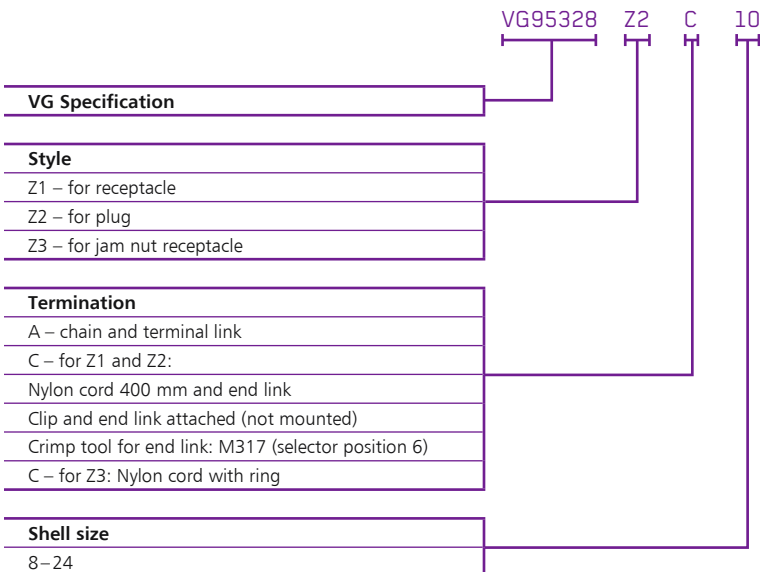 VG95328 Z2 C 10
VG Specification
Style
Z1 – for receptacle
Z2 – for plug
Z3 – for jam nut receptacle
Termination
A – chain and terminal link
C – for Z1 and Z2:
Nylon cord 400 mm and end link
Clip and end link attached (not mounted)
Crimp tool for end link: M317 (selector position 6)
C – for Z3: Nylon cord with ring
Shell size
8–24